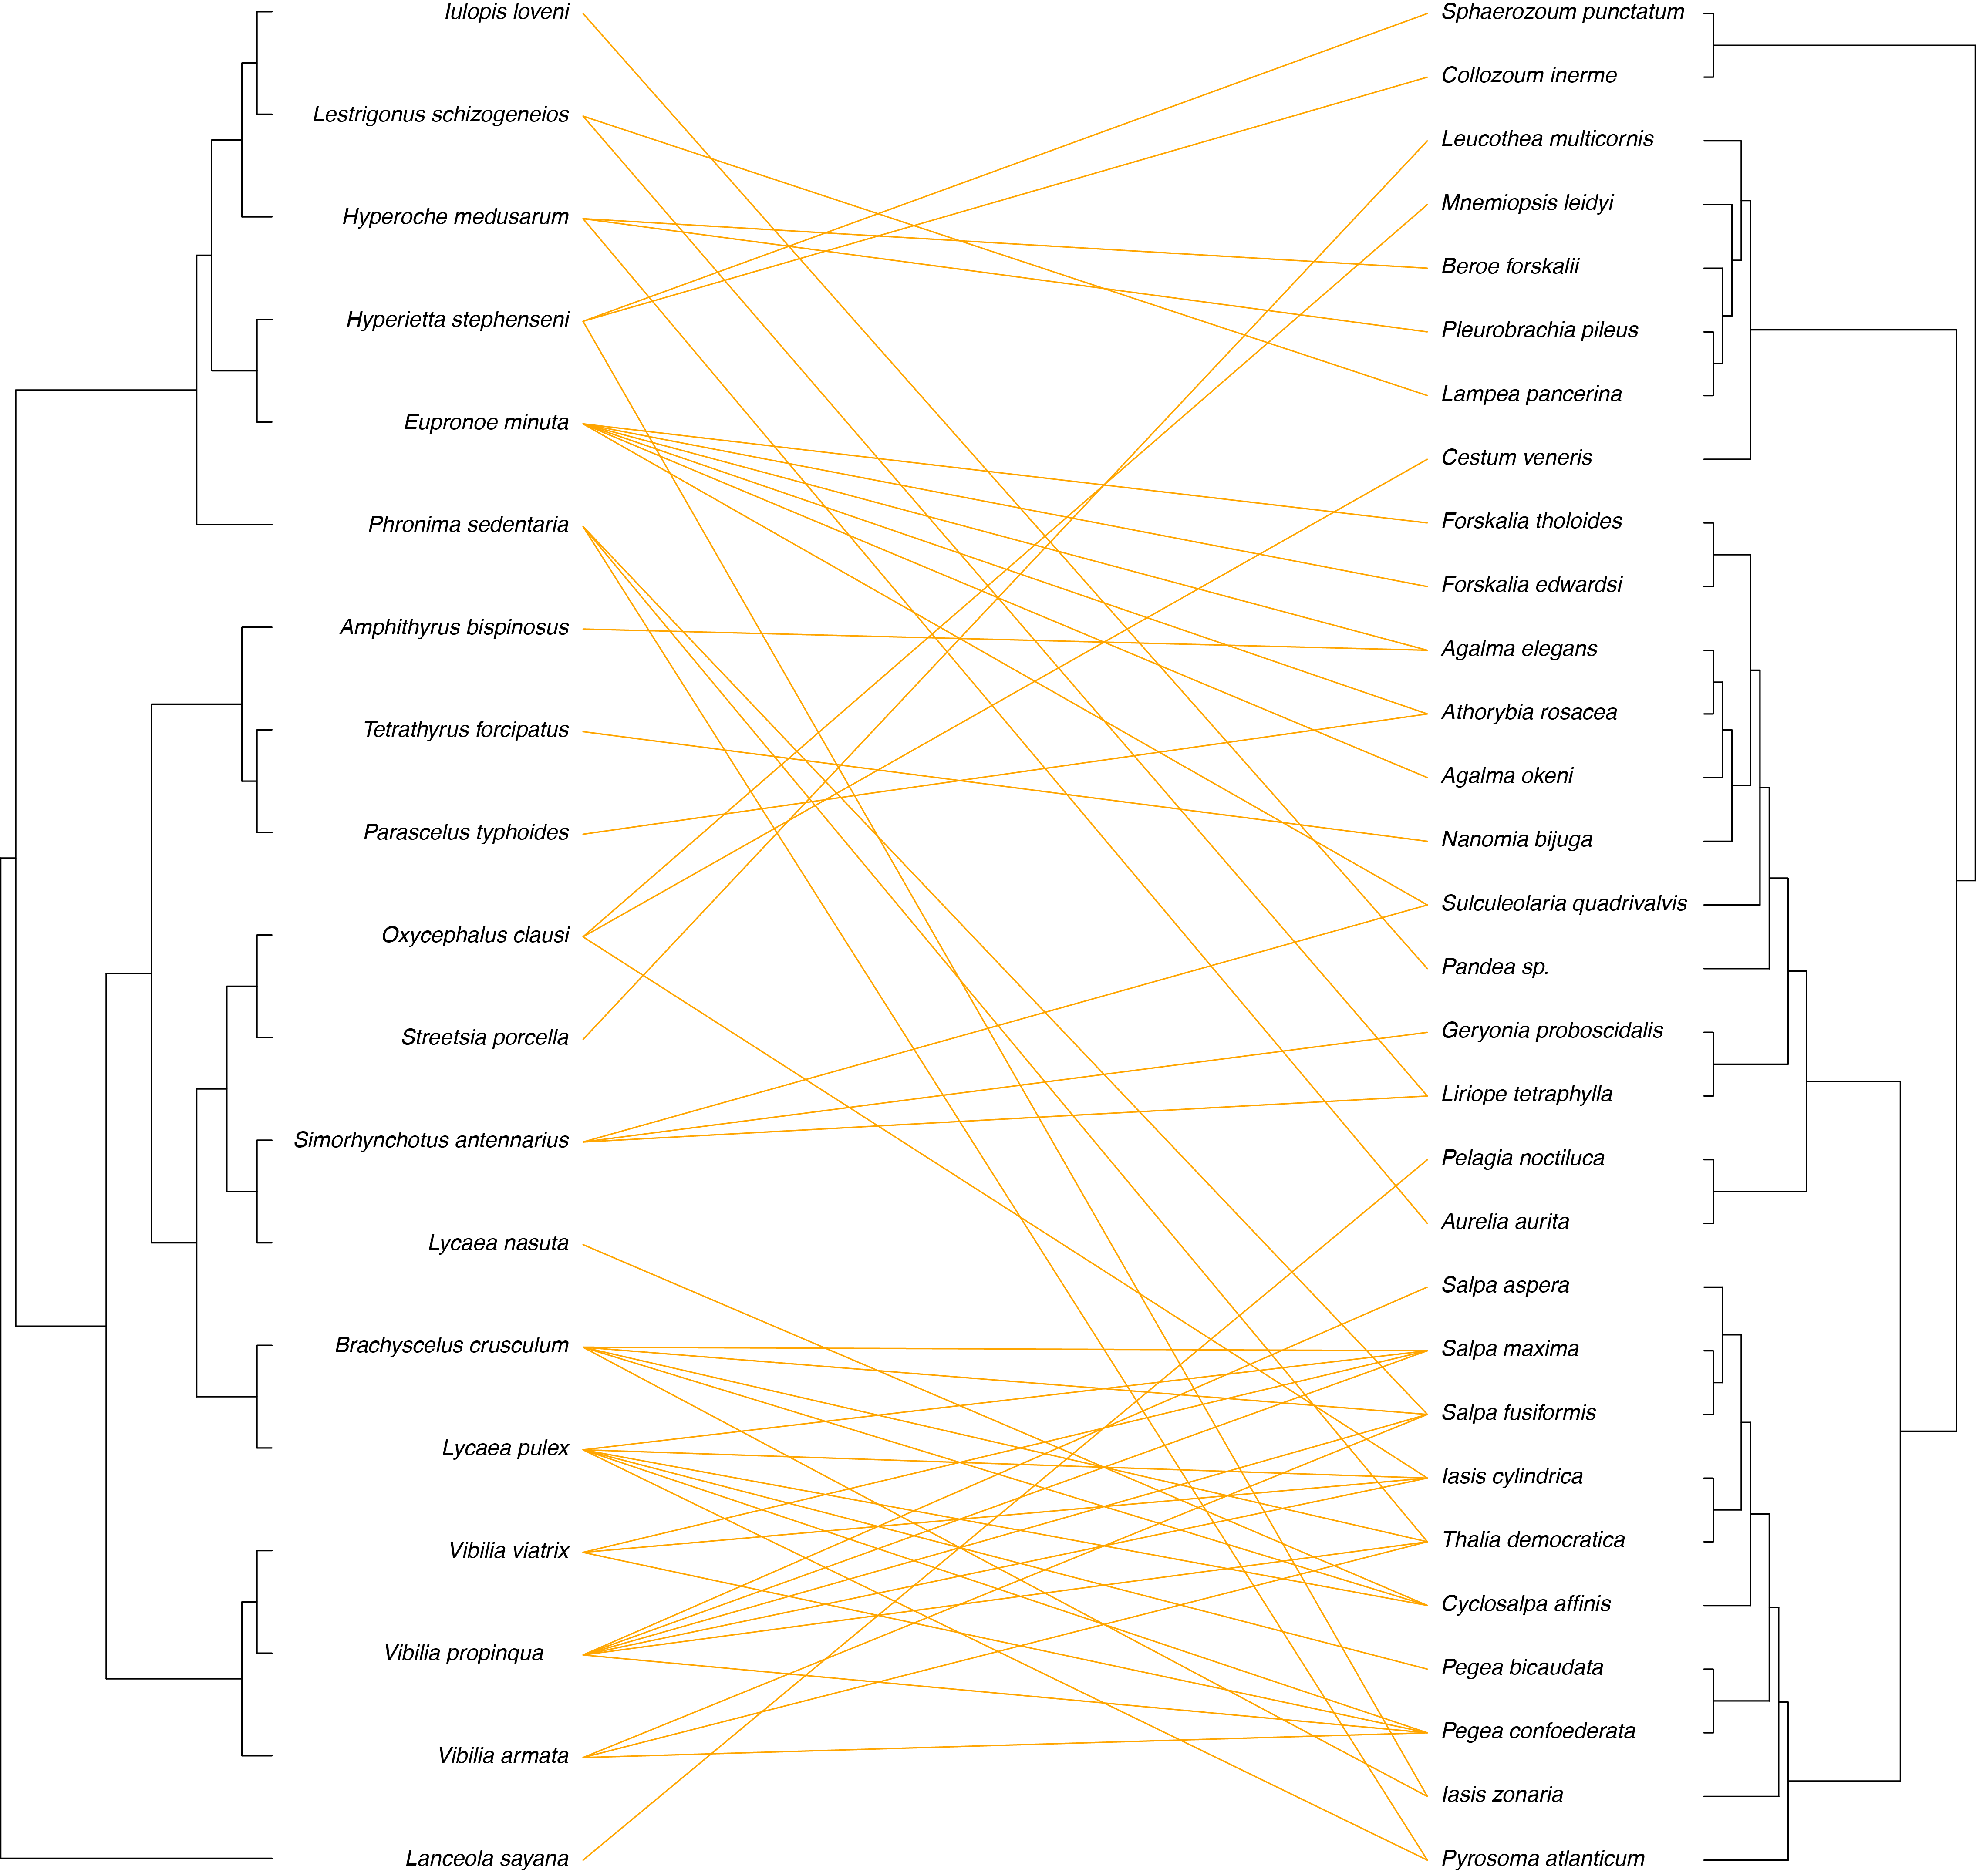 Iulopis loveni
Lestrigonus schizogeneios
Hyperoche medusarum
Hyperietta stephenseni
Eupronoe minuta
Phronima sedentaria
Amphithyrus bispinosus
Tetrathyrus forcipatus
Parascelus typhoides
Oxycephalus clausi
Streetsia porcella
Simorhynchotus antennarius
Lycaea nasuta
Brachyscelus crusculum
Lycaea pulex
Vibilia viatrix
Vibilia propinqua
Vibilia armata
Lanceola sayana
Sphaerozoum punctatum
Collozoum inerme
Leucothea multicornis
Mnemiopsis leidyi
Beroe forskalii
Pleurobrachia pileus
Lampea pancerina
Cestum veneris
Forskalia tholoides
Forskalia edwardsi
Agalma elegans
Athorybia rosacea
Agalma okeni
Nanomia bijuga
Sulculeolaria quadrivalvis
Pandea sp.
Geryonia proboscidalis
Liriope tetraphylla
Pelagia noctiluca
Aurelia aurita
Salpa aspera
Salpa maxima
Salpa fusiformis
Iasis cylindrica
Thalia democratica
Cyclosalpa affinis
Pegea bicaudata
Pegea confoederata
Iasis zonaria
Pyrosoma atlanticum